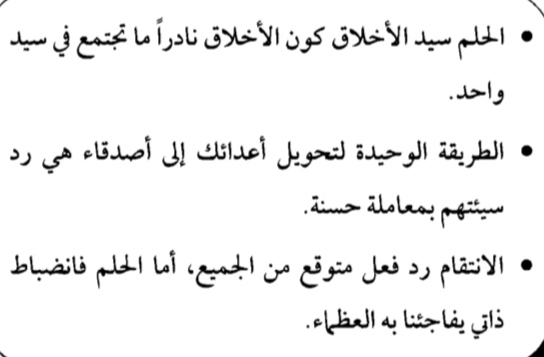 • الحلم سيد الأخلاق كون الأخلاق نادراً ما تجتمع في سيد
واحد.
• الطريقة الوحيدة لتحويل أعدائك إلى أصدقاء هي رد
سيئتهم بمعاملة حسنة.
• الانتقام رد فعل متوقع من الجميع، أما الحلم فانضباط
ذاتي يفاجئنا به العظماء.